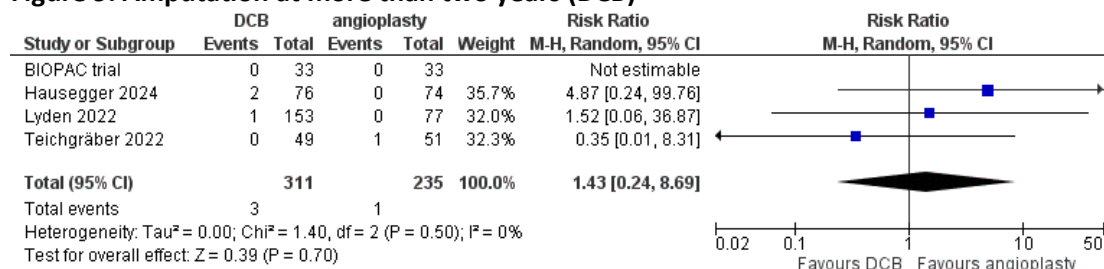 Figure 9. Amputation at more than two years (DCB)
DCB angioplasty Risk Ratio Risk Ratio
Study or Subgroup Events Total Events Total Weight M-H, Random, 95% CI M-H, Random, 95% CI
BIOPAC trial 0 33 0 33 Not estimable
Hausegger 2024 2 76 0 74 35.7% 4.87 [0.24, 99.76]
Lyden 2022 1 153 0 77 32.0% 1.52 [0.06, 36.87]
Teichgräber 2022 0 49 1 51 32.3% 0.35 [0.01, 8.31]
Total (95% CI) 311 235 100.0% 1.43 [0.24, 8.69]
Total events 3 1
Heterogeneity: Tau² = 0.00; Chi² = 1.40, df = 2 (P = 0.50); I² = 0%
Test for overall effect: Z = 0.39 (P = 0.70)
0.02 0.1 1 10 50
Favours DCB Favours angioplasty